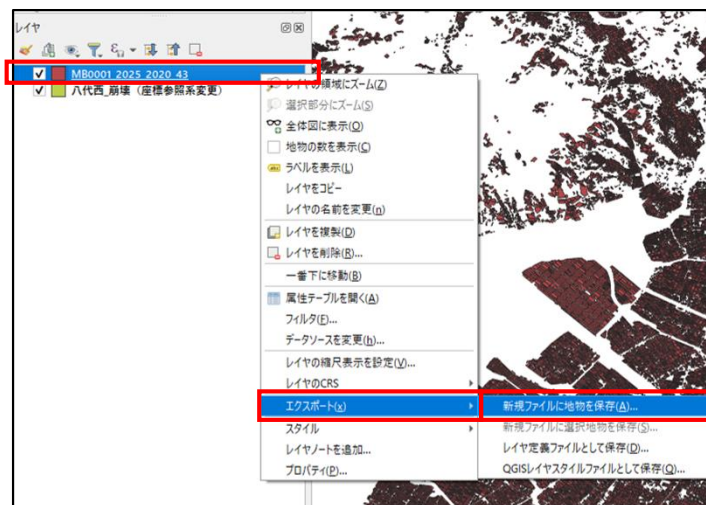 レイヤ
MB0001_2025_2020_43
八代西_崩壊（座標参照系変更）
レイヤの領域にズーム(Z)
選択部分にズーム(S)
全体図に表示(O)
地物の数を表示(C)
ラベルを表示(L)
レイヤをコピー
レイヤの名前を変更(n)
レイヤを複製(D)
レイヤを削除(R)...
一番下に移動(B)
属性テーブルを開く(A)
フィルタ(F)...
データソースを変更(h)...
レイヤの縮尺表示を設定(V)...
レイヤのCRS
エクスポート(x)
スタイル
レイヤノートを追加...
プロパティ(P)...
新規ファイルに地物を保存(A)...
新規ファイルに選択地物を保存(S)...
レイヤ定義ファイルとして保存(D)...
QGISレイヤスタイルファイルとして保存(Q)...